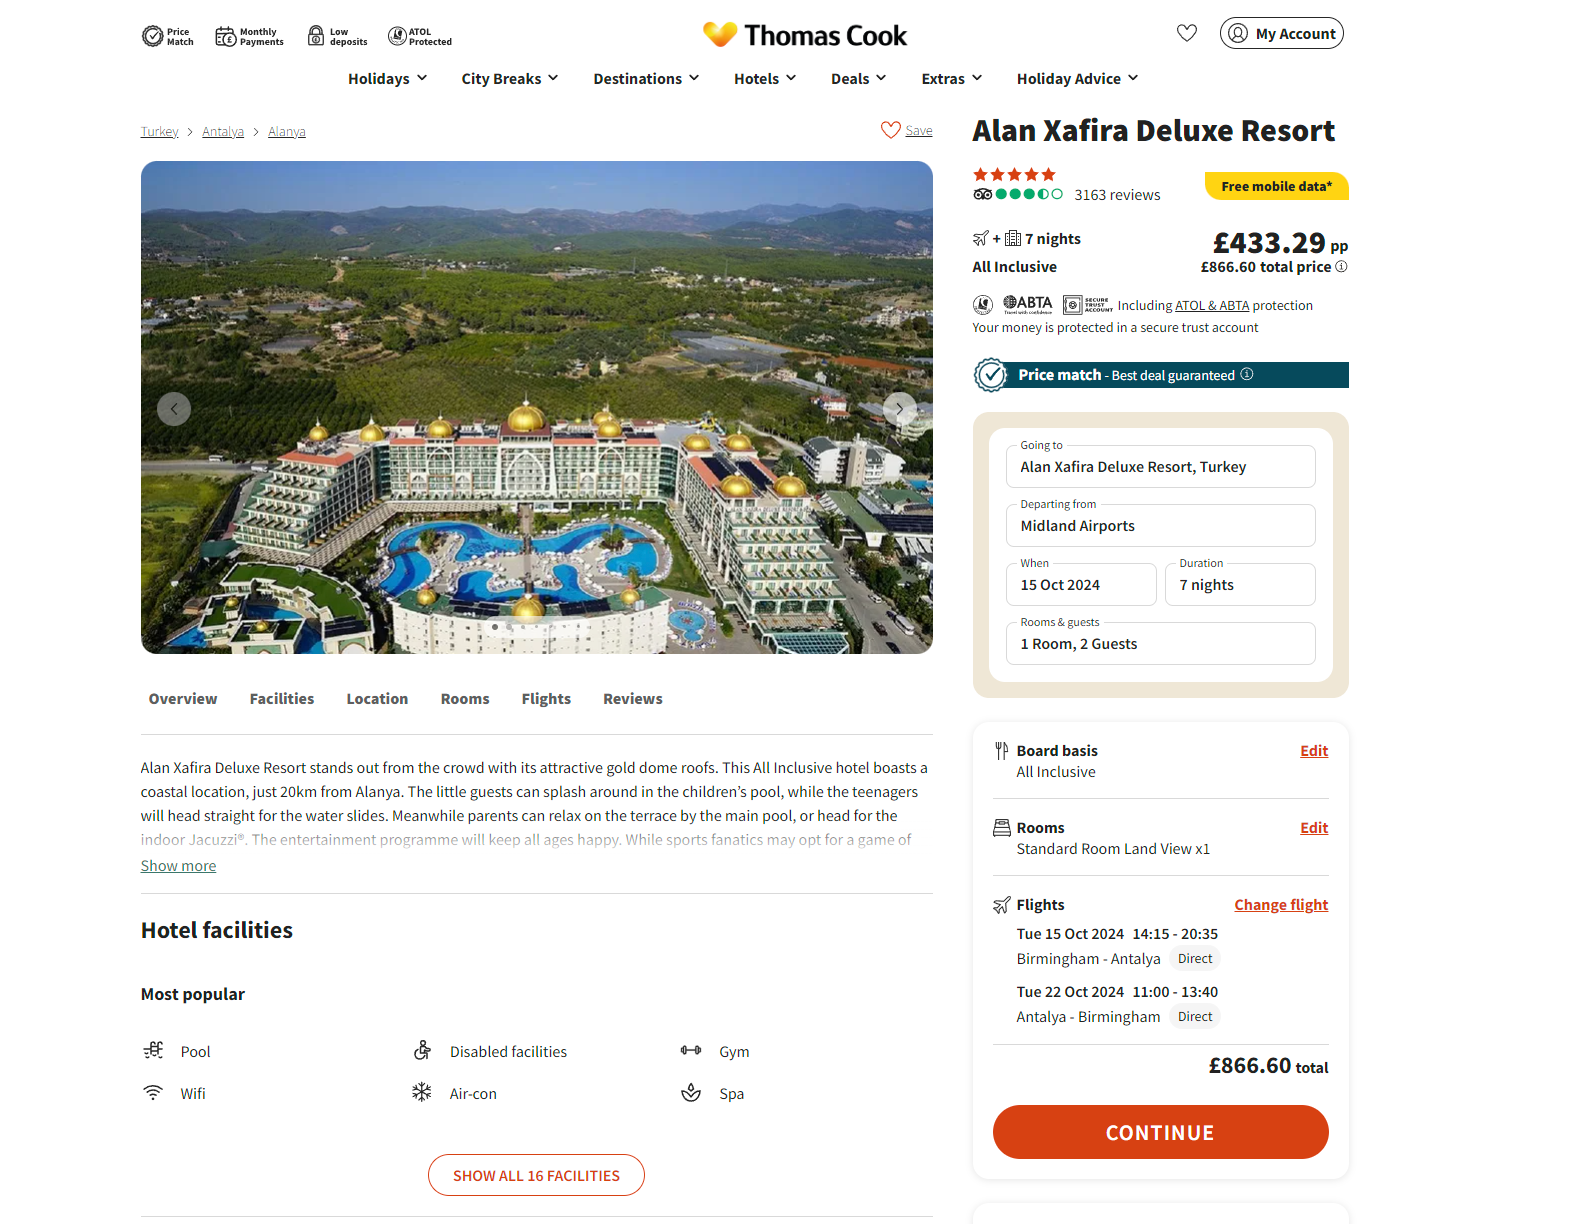 Price
Match
Monthly
Payments
Low
deposits
ATOL
Protected
Thomas Cook
My Account
Holidays
City Breaks
Destinations
Hotels
Deals
Extras
Holiday Advice
Turkey > Antalya > Alanya
Save
Overview
Facilities
Location
Rooms
Flights
Reviews
Alan Xafira Deluxe Resort stands out from the crowd with its attractive gold dome roofs. This All Inclusive hotel boasts a
coastal location, just 20km from Alanya. The little guests can splash around in the children’s pool, while the teenagers
will head straight for the water slides. Meanwhile parents can relax on the terrace by the main pool, or head for the
indoor Jacuzzi®. The entertainment programme will keep all ages happy. While sports fanatics may opt for a game of
Show more
Hotel facilities
Most popular
Pool
Disabled facilities
Gym
Wifi
Air-con
Spa
SHOW ALL 16 FACILITIES
Alan Xafira Deluxe Resort
3163 reviews
Free mobile data*
+ 7 nights
£433.29 pp
All Inclusive
£866.60 total price
ABTA
Travel with confidence
SECURE
TRUST
ACCOUNT
Including ATOL & ABTA protection
Your money is protected in a secure trust account
Price match - Best deal guaranteed
Going to
Alan Xafira Deluxe Resort, Turkey
Departing from
Midland Airports
When
15 Oct 2024
Duration
7 nights
Rooms & guests
1 Room, 2 Guests
Board basis
Edit
All Inclusive
Rooms
Edit
Standard Room Land View x1
Flights
Change flight
Tue 15 Oct 2024 14:15 - 20:35
Birmingham - Antalya Direct
Tue 22 Oct 2024 11:00 - 13:40
Antalya - Birmingham Direct
£866.60 total
CONTINUE